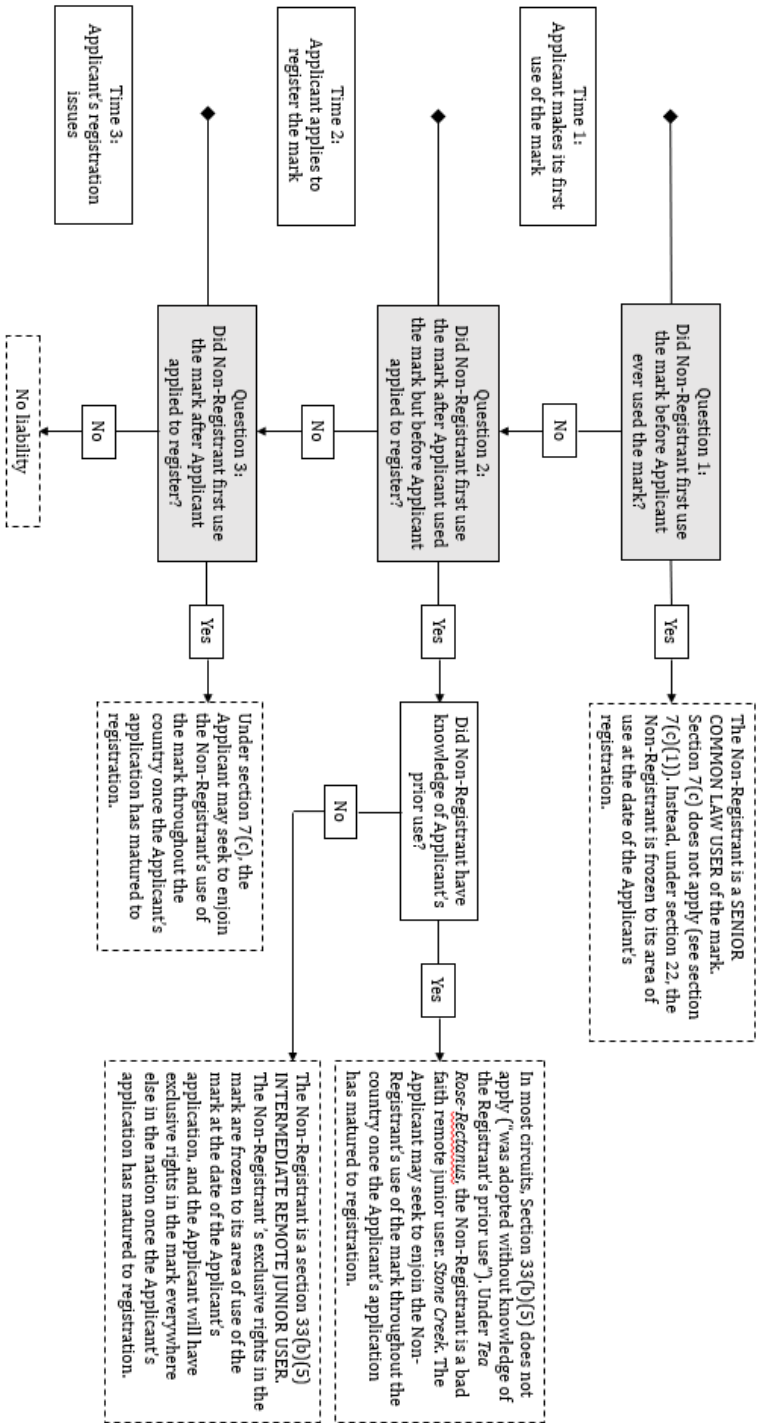 Time 1:
Applicant makes its first
use of the mark
Time 2:
Applicant applies to
register the mark
Time 3:
Applicant's registration
issues
Question 1:
Did Non-Registrant first use
the mark before Applicant
ever used the mark?
Yes
The Non-Registrant is a SENIOR
COMMON LAW USER of the mark.
Section 7(c) does not apply (see section
7(c)(1)). Instead, under section 22, the
Non-Registrant is frozen to its area of
use at the date of the Applicant's
registration.
No
Question 2:
Did Non-Registrant first use
the mark after Applicant used
the mark but before Applicant
applied to register?
Yes
Did Non-Registrant have
knowledge of Applicant's
prior use?
Yes
In most circuits, Section 33(b)(5) does not
apply ("was adopted without knowledge of
the Registrant's prior use"). Under Tea
Rose-Rectanus, the Non-Registrant is a bad
faith remote junior user. Stone Creek. The
Applicant may seek to enjoin the Non-
Registrant's use of the mark throughout the
country once the Applicant's application
has matured to registration.
No
The Non-Registrant is a section 33(b)(5)
INTERMEDIATE REMOTE JUNIOR USER.
The Non-Registrant's exclusive rights in the
mark are frozen to its area of use of the
mark at the date of the Applicant's
application, and the Applicant will have
exclusive rights in the mark everywhere
else in the nation once the Applicant's
application has matured to registration.
No
Question 3:
Did Non-Registrant first use
the mark after Applicant
applied to register?
Yes
Under section 7(c), the
Applicant may seek to enjoin
the Non-Registrant's use of
the mark throughout the
country once the Applicant's
application has matured to
registration.
No
No liability